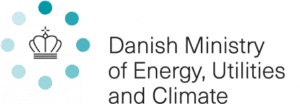 Danish Ministry
of Energy, Utilities
and Climate